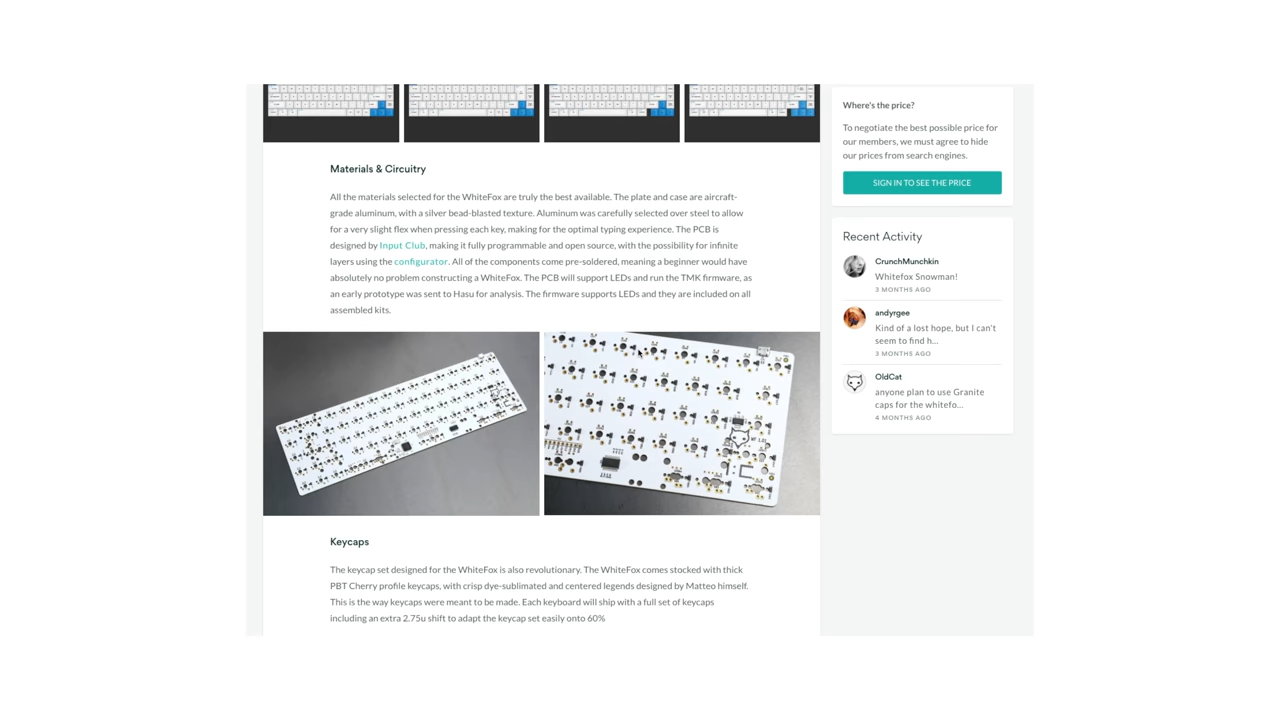 Materials & Circuitry
All the materials selected for the WhiteFox are truly the best available. The plate and case are aircraft-
grade aluminum, with a silver bead-blasted texture. Aluminum was carefully selected over steel to allow
for a very slight flex when pressing each key, making for the optimal typing experience. The PCB is
designed by Input Club, making it fully programmable and open source, with the possibility for infinite
layers using the configurator. All of the components come pre-soldered, meaning a beginner would have
absolutely no problem constructing a WhiteFox. The PCB will support LEDs and run the TMK firmware, as
an early prototype was sent to Hasu for analysis. The firmware supports LEDs and they are included on all
assembled kits.
Keycaps
The keycap set designed for the WhiteFox is also revolutionary. The WhiteFox comes stocked with thick
PBT Cherry profile keycaps, with crisp dye-sublimated and centered legends designed by Matteo himself.
This is the way keycaps were meant to be made. Each keyboard will ship with a full set of keycaps
including an extra 2.75u shift to adapt the keycap set easily onto 60%
Where's the price?
To negotiate the best possible price for
our members, we must agree to hide
our prices from search engines.
SIGN IN TO SEE THE PRICE
Recent Activity
CrunchMunchkin
Whitefox Snowman!
3 MONTHS AGO
andyrgee
Kind of a lost hope, but I can't
seem to find h...
3 MONTHS AGO
OldCat
anyone plan to use Granite
caps for the whitefo...
4 MONTHS AGO